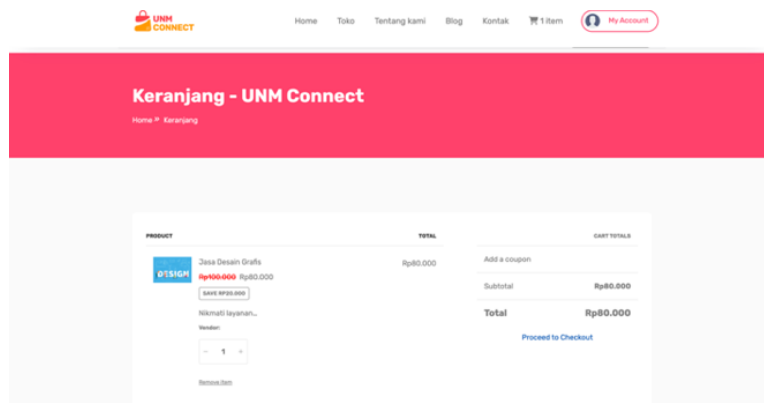 UNM
CONNECT
Home Toko Tentang kami Blog Kontak 1 item My Account
Keranjang - UNM Connect
Home » Keranjang
PRODUCT TOTAL
DESIGN
Jasa Desain Grafis Rp80.000
Rp100.000 Rp80.000
SAVE RP20.000
Nikmati layanan…
Vendor:
- 1 +
Remove item
CART TOTALS
Add a coupon
Subtotal Rp80.000
Total Rp80.000
Proceed to Checkout